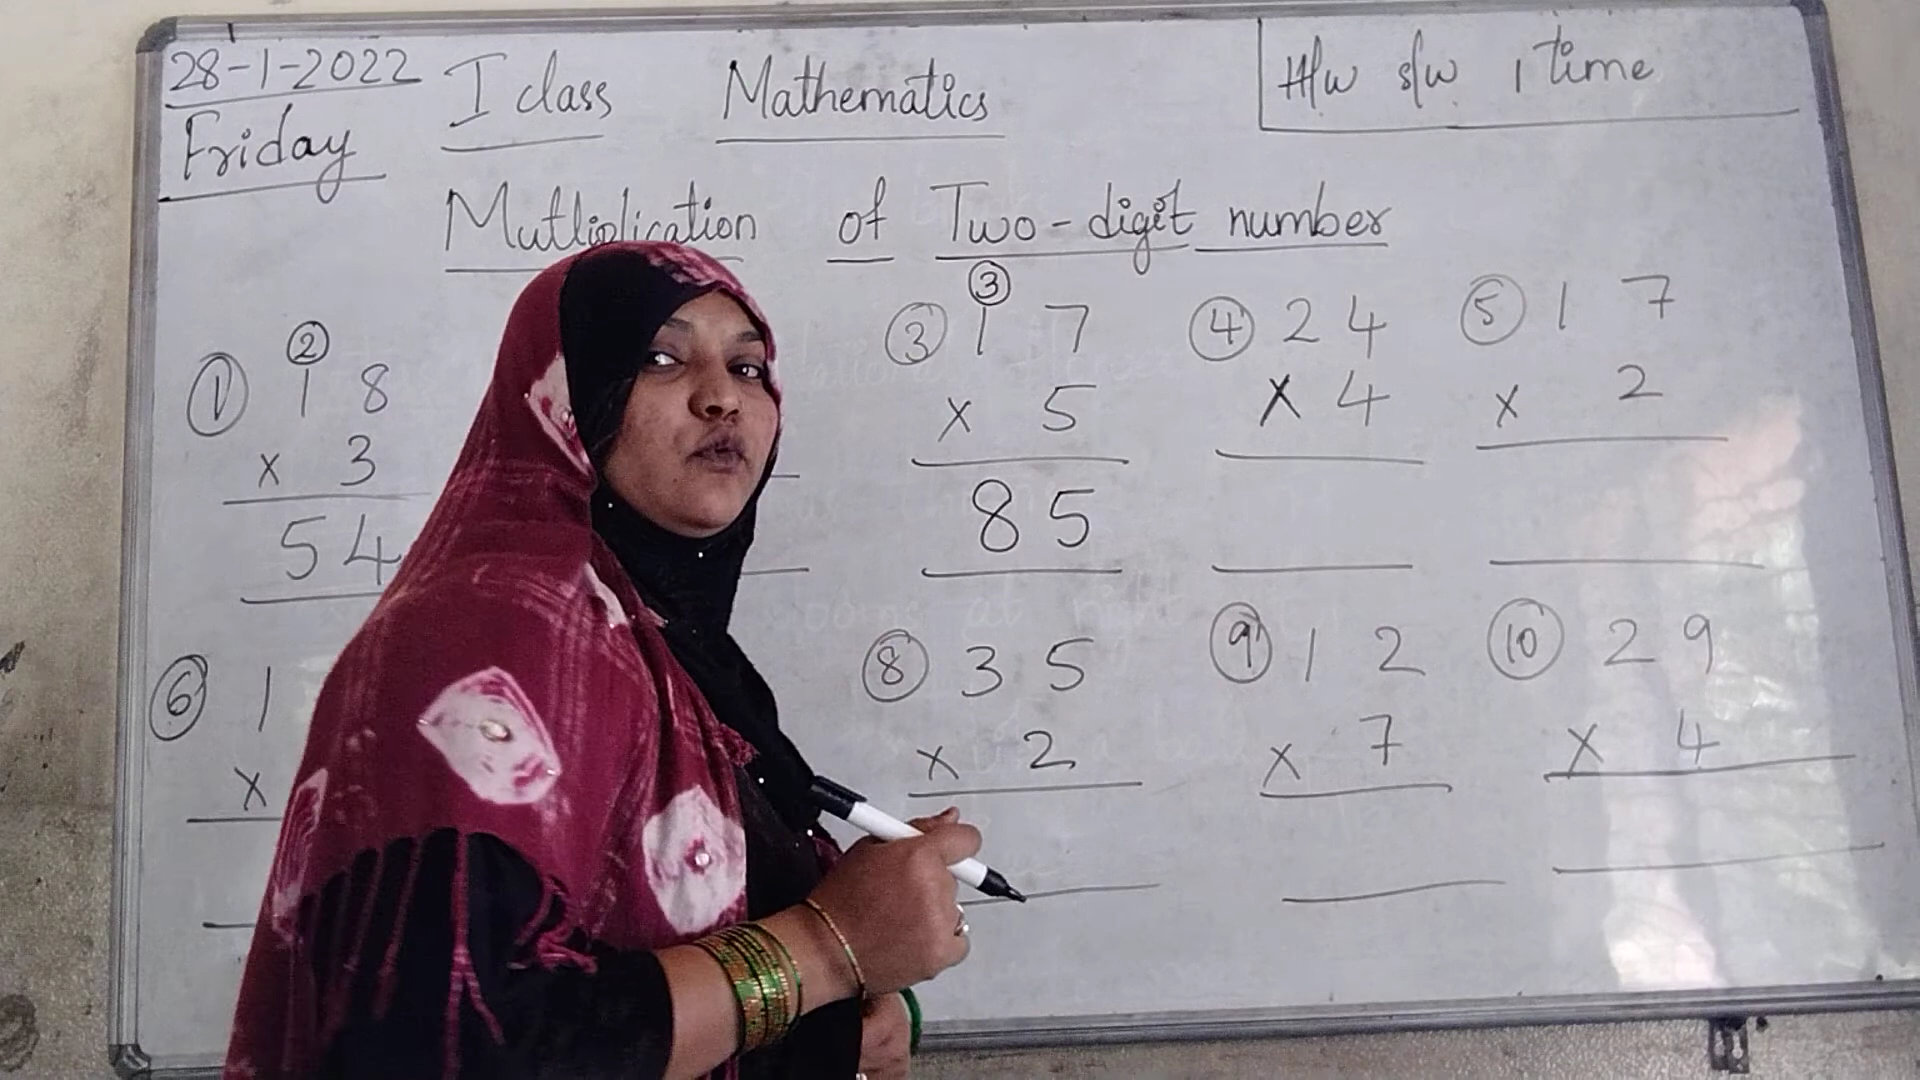 28-1-2022 I class Mathematics H/w s/w 1 time
Friday
Mutliplication of Two-digit number
① ② 1 8
x 3
5 4
③ ③ 1 7
x 5
8 5
④ 2 4
x 4
⑤ 1 7
x 2
⑥ 1
x
⑧ 3 5
x 2
⑨ 1 2
x 7
⑩ 2 9
x 4